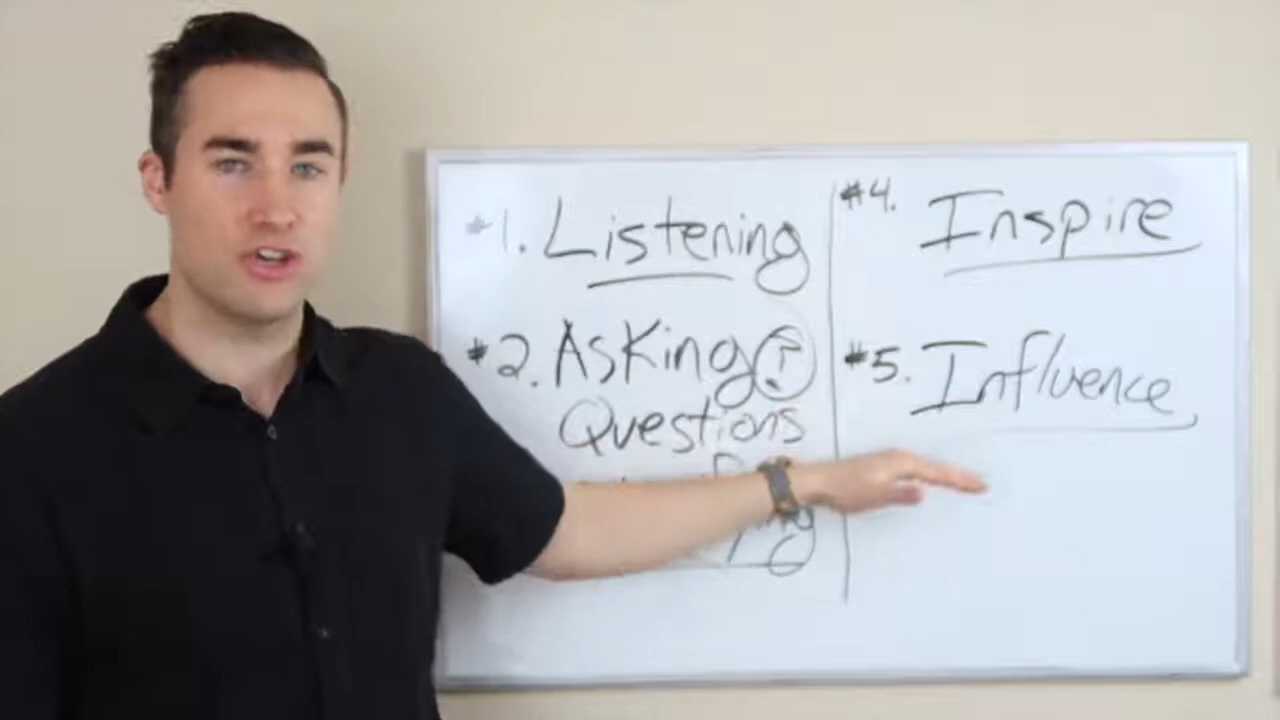 #1. Listening
#2. Asking ?
Questions
#4. Inspire
#5. Influence